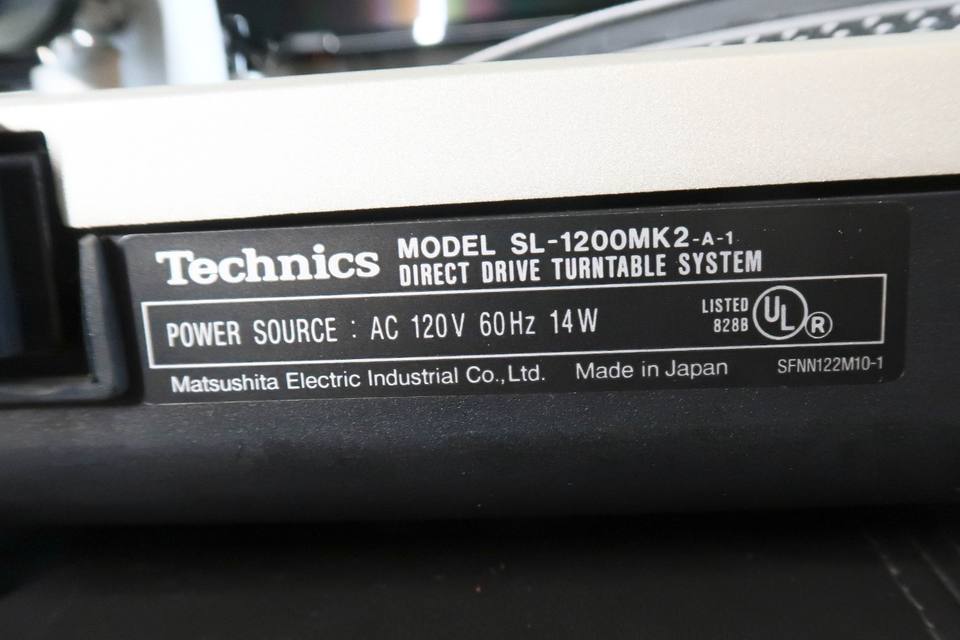 Technics MODEL SL-1200MK2-A-1
DIRECT DRIVE TURNTABLE SYSTEM
POWER SOURCE : AC 120V 60Hz 14W
LISTED
828B
UL
R
Matsushita Electric Industrial Co.,Ltd. Made in Japan SFNN122M10-1